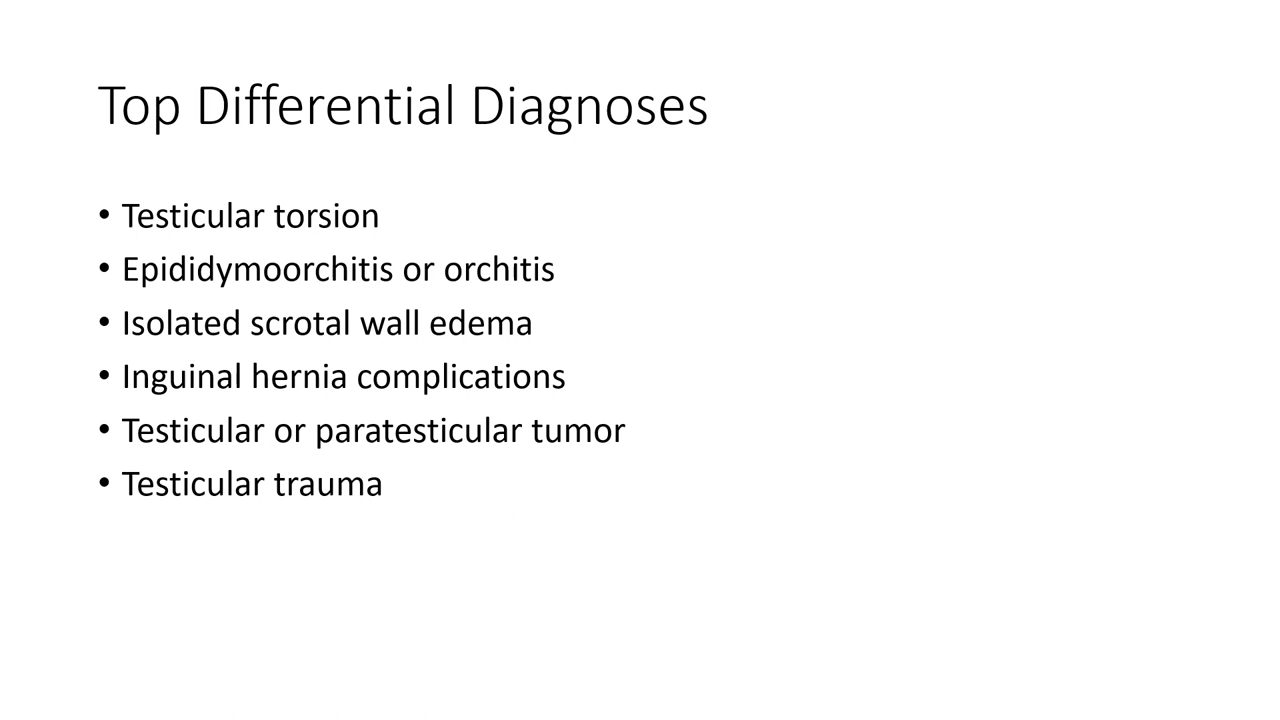 Top Differential Diagnoses
• Testicular torsion
• Epididymoorchitis or orchitis
• Isolated scrotal wall edema
• Inguinal hernia complications
• Testicular or paratesticular tumor
• Testicular trauma